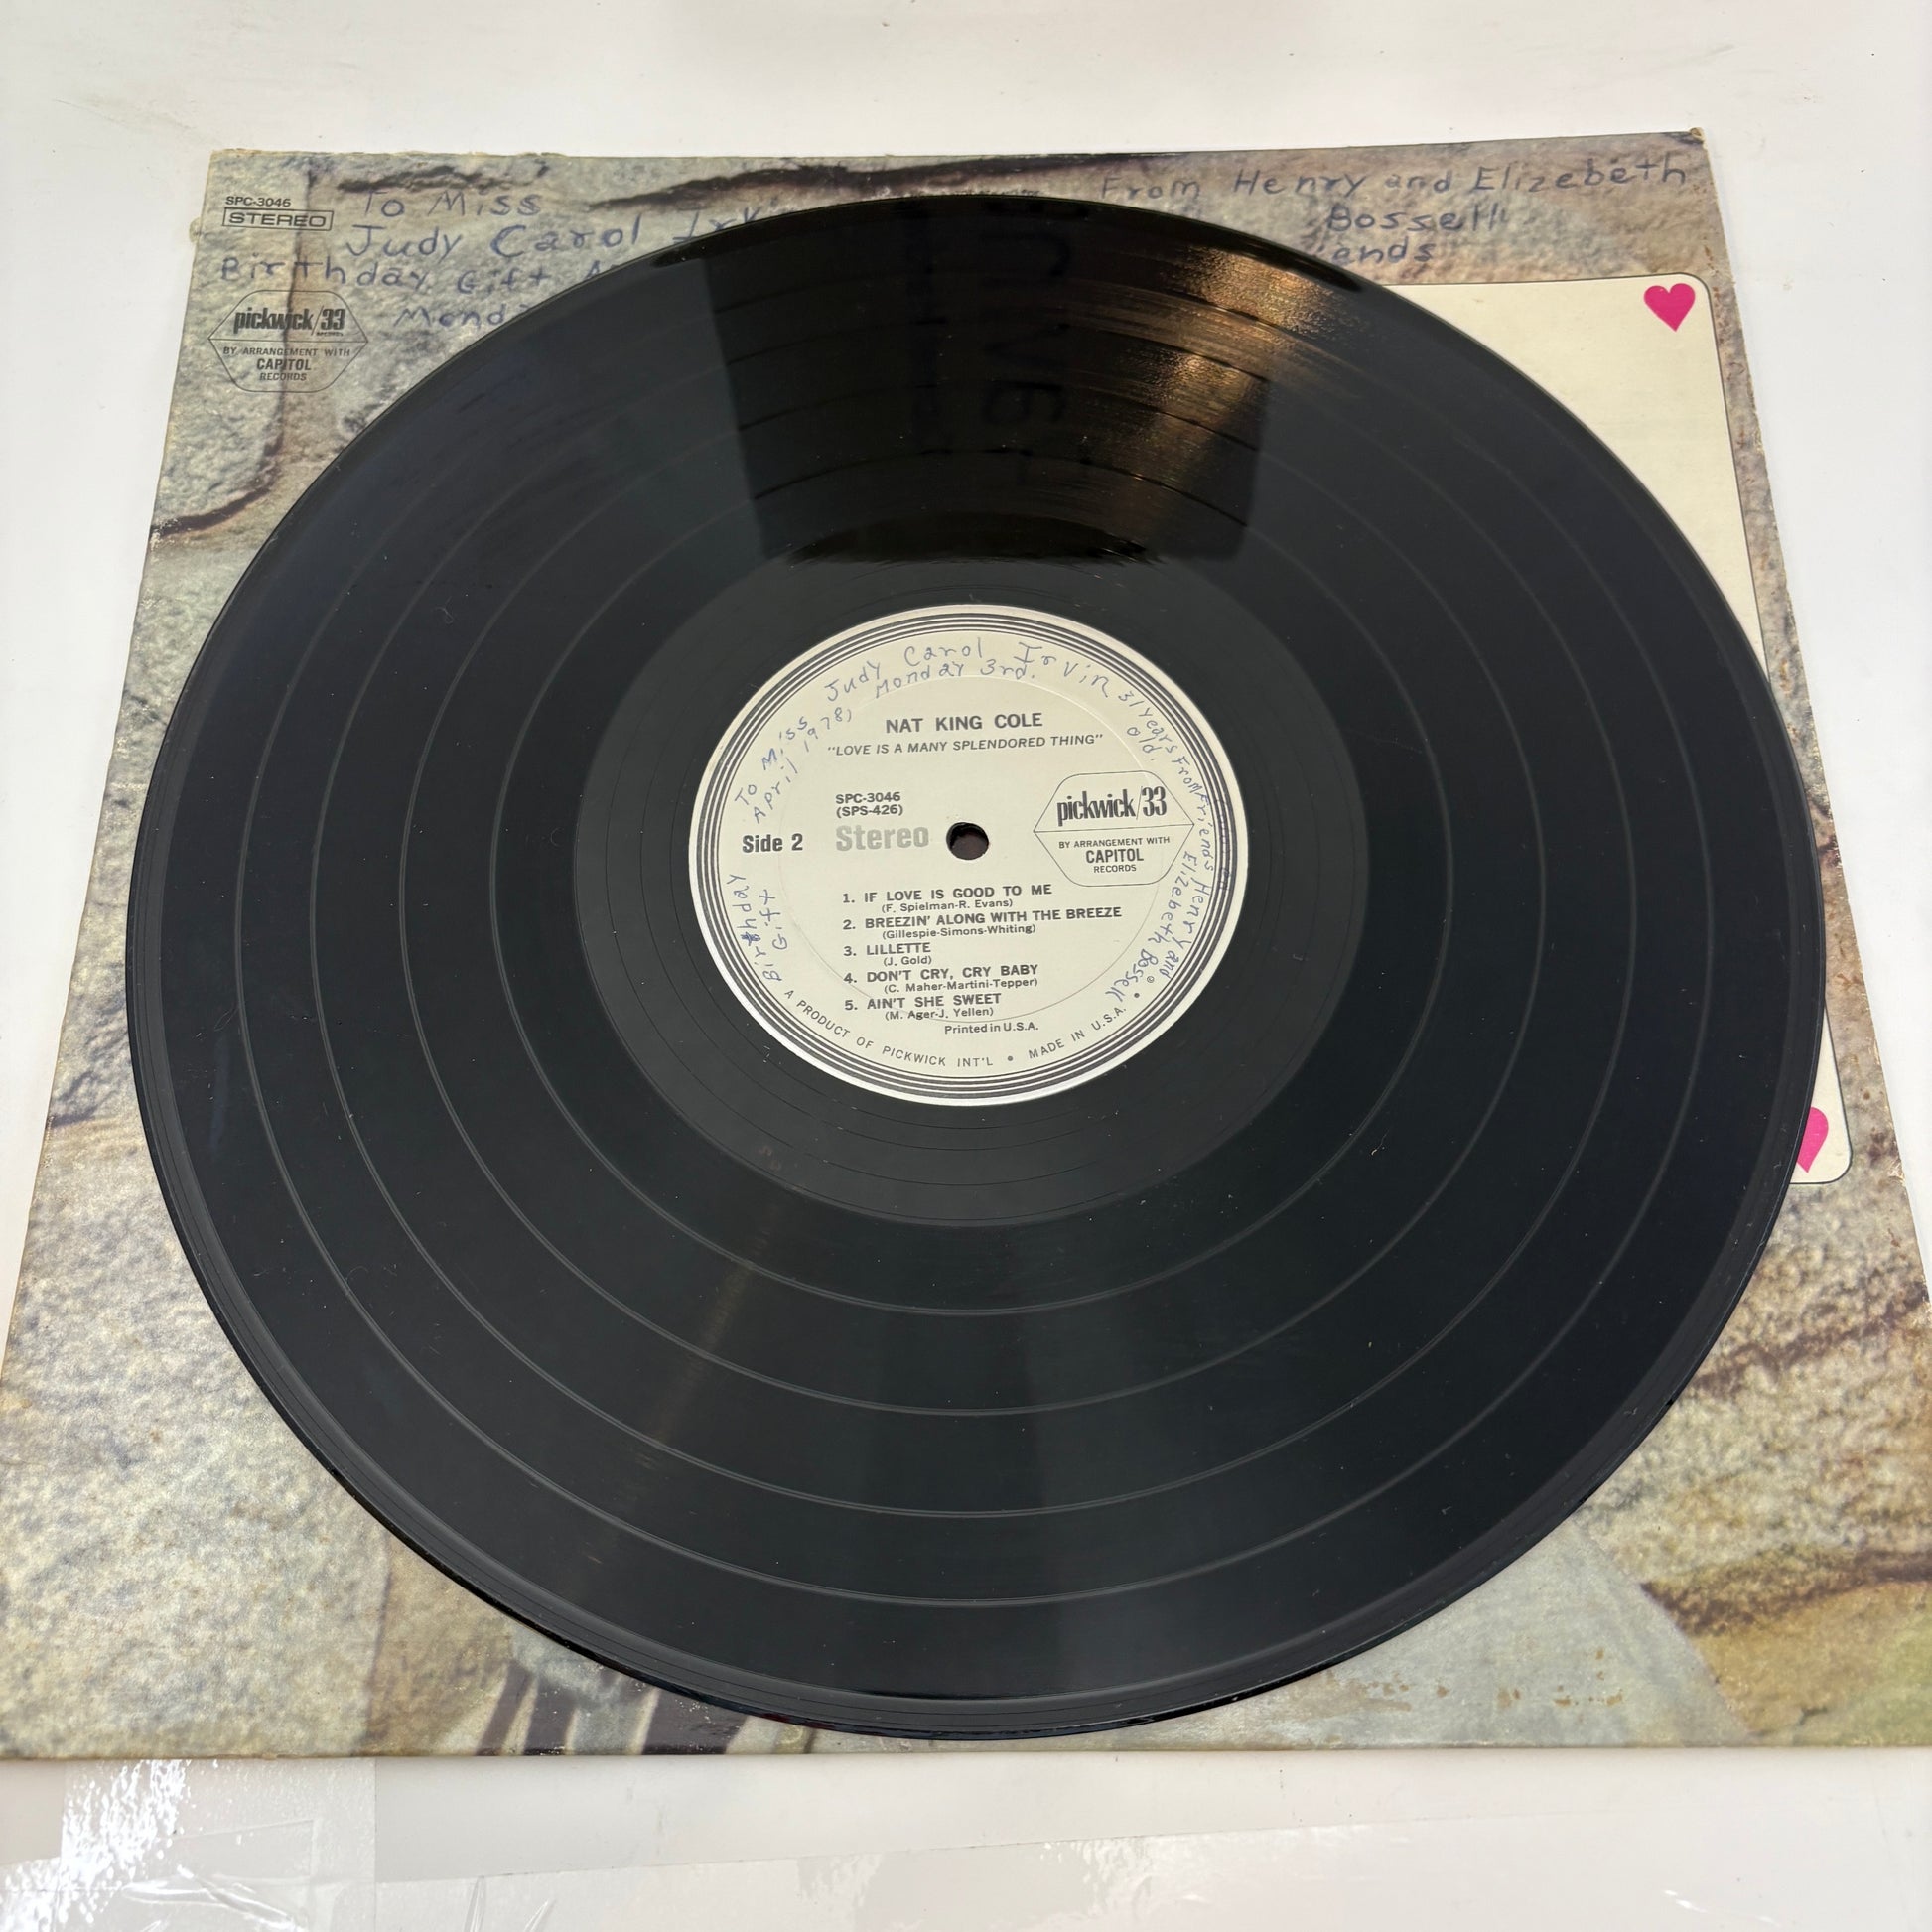 SPC-3046
STEREO
To Miss
Judy Carol
Birthday Gift
pickwick/33
RECORDS
BY ARRANGEMENT WITH
CAPITOL
RECORDS
From Henry and Elizebeth
Bossell
ends
To Miss Judy Carol Irvin 31 Years From Friends Henry and
April 1978) Monday 3rd. Old. Elizebeth Bossell
NAT KING COLE
"LOVE IS A MANY SPLENDORED THING"
SPC-3046
(SPS-426)
Side 2 Stereo
pickwick/33
BY ARRANGEMENT WITH
CAPITOL
RECORDS
1. IF LOVE IS GOOD TO ME
(F. Spielman-R. Evans)
2. BREEZIN' ALONG WITH THE BREEZE
(Gillespie-Simons-Whiting)
3. LILLETTE
(J. Gold)
4. DON'T CRY, CRY BABY
(C. Maher-Martini-Tepper)
5. AIN'T SHE SWEET
(M. Ager-J. Yellen)
Printed in U.S.A.
Birthday
Gift
A PRODUCT OF PICKWICK INT'L • MADE IN U.S.A. •